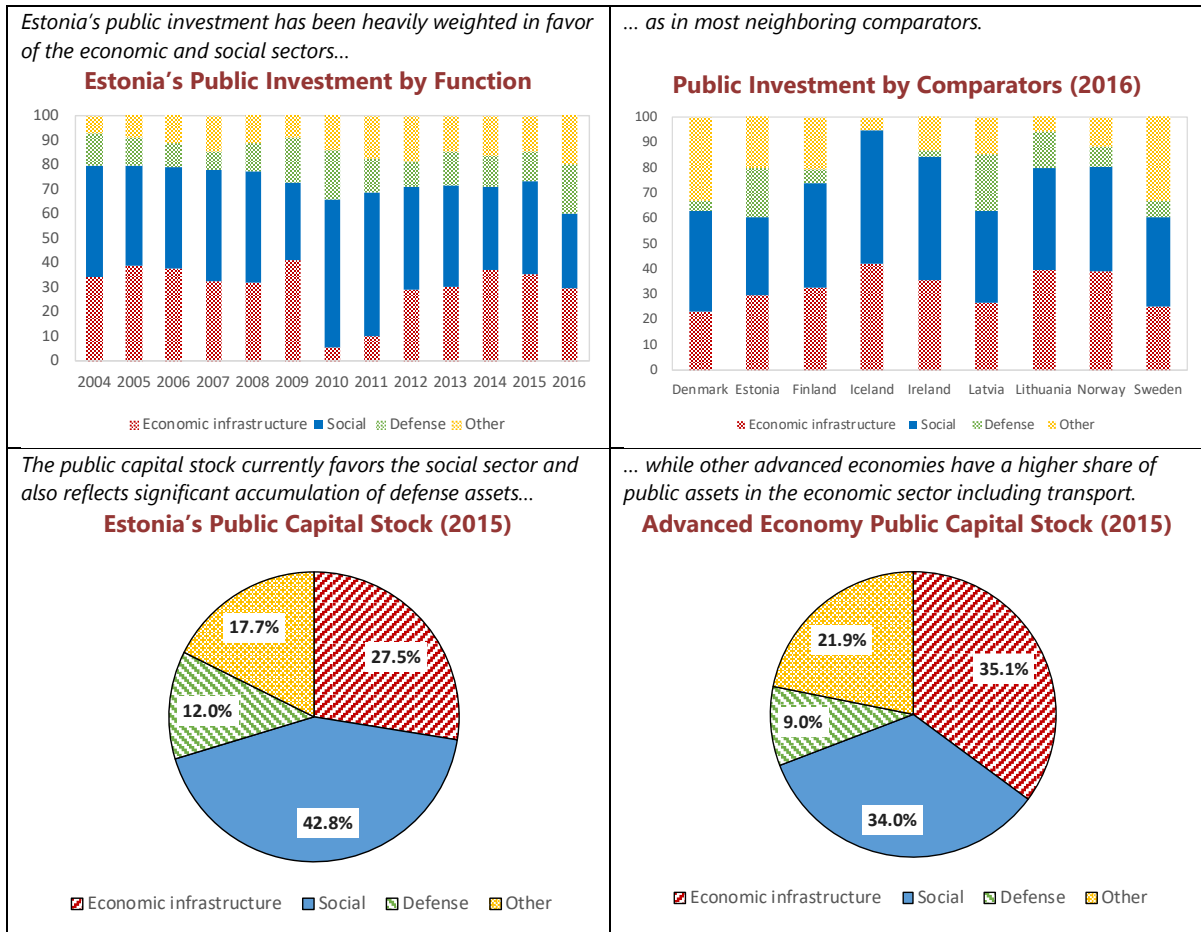 Estonia's public investment has been heavily weighted in favor
of the economic and social sectors…
Estonia's Public Investment by Function
100
90
80
70
60
50
40
30
20
10
0
2004 2005 2006 2007 2008 2009 2010 2011 2012 2013 2014 2015 2016
Economic infrastructure Social Defense Other
… as in most neighboring comparators.
Public Investment by Comparators (2016)
100
90
80
70
60
50
40
30
20
10
0
Denmark Estonia Finland Iceland Ireland Latvia Lithuania Norway Sweden
Economic infrastructure Social Defense Other
The public capital stock currently favors the social sector and
also reflects significant accumulation of defense assets…
Estonia's Public Capital Stock (2015)
17.7%
27.5%
12.0%
42.8%
Economic infrastructure Social Defense Other
… while other advanced economies have a higher share of
public assets in the economic sector including transport.
Advanced Economy Public Capital Stock (2015)
21.9%
35.1%
9.0%
34.0%
Economic infrastructure Social Defense Other